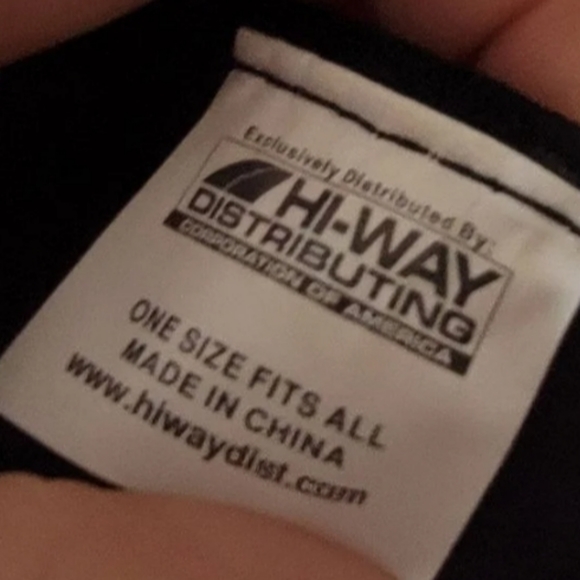 Exclusively Distributed By:
HI-WAY
DISTRIBUTING
CORPORATION OF AMERICA
ONE SIZE FITS ALL
MADE IN CHINA
www.hiwaydist.com